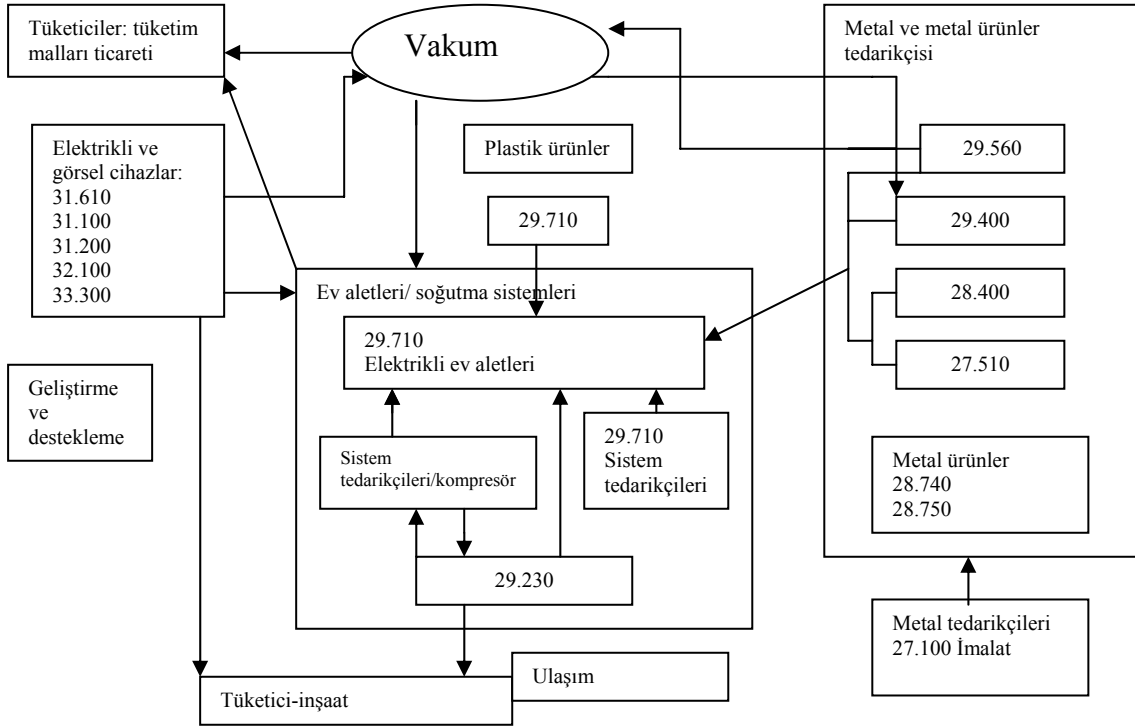 Tüketiciler: tüketim
malları ticareti
Vakum
Metal ve metal ürünler
tedarikçisi
Elektrikli ve
görsel cihazlar:
31.610
31.100
31.200
32.100
33.300
Plastik ürünler
29.560
29.710
29.400
28.400
27.510
Ev aletleri/ soğutma sistemleri
29.710
Elektrikli ev aletleri
Geliştirme
ve
destekleme
Sistem
tedarikçileri/kompresör
29.710
Sistem
tedarikçileri
Metal ürünler
28.740
28.750
29.230
Metal tedarikçileri
27.100 İmalat
Ulaşım
Tüketici-inşaat